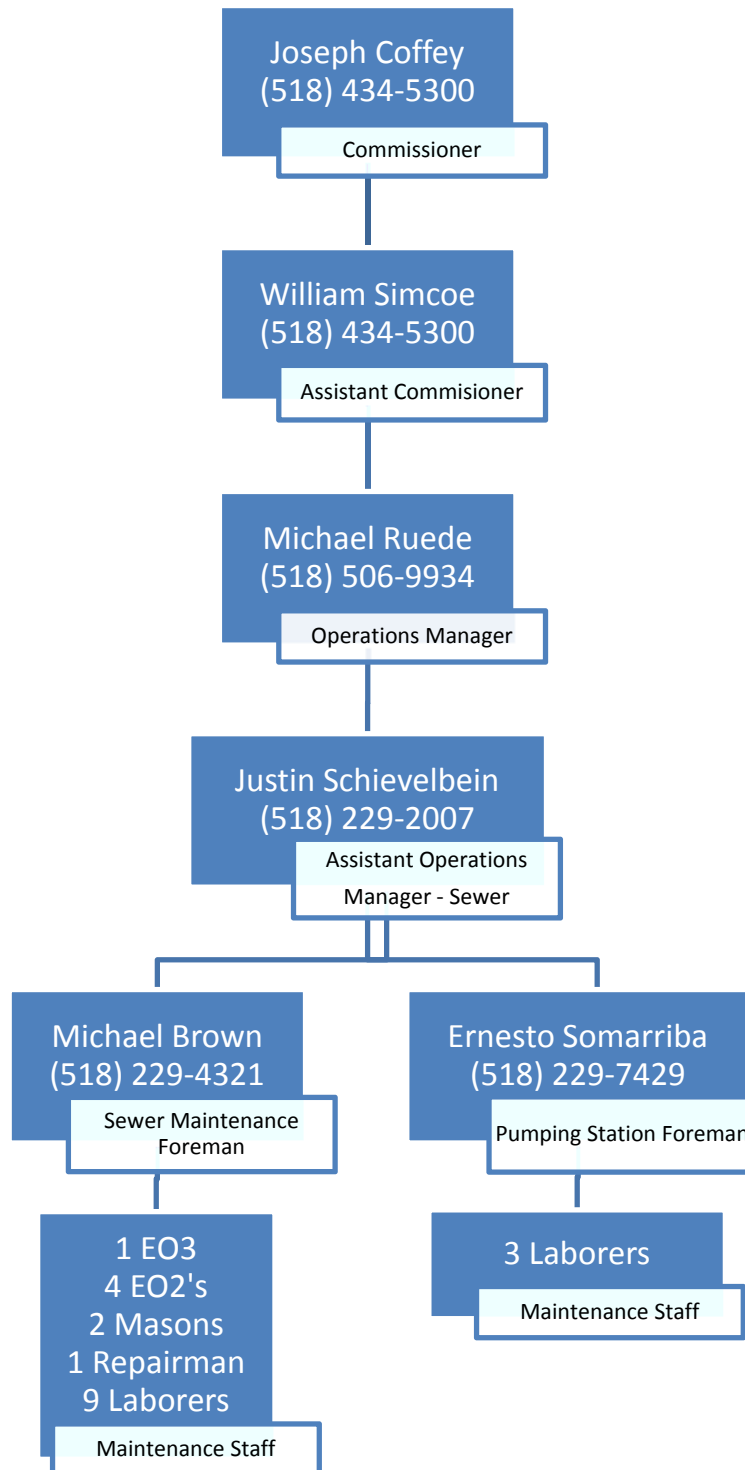 Joseph Coffey
(518) 434-5300
Commissioner
William Simcoe
(518) 434-5300
Assistant Commisioner
Michael Ruede
(518) 506-9934
Operations Manager
Justin Schievelbein
(518) 229-2007
Assistant Operations
Manager - Sewer
Michael Brown
(518) 229-4321
Sewer Maintenance
Foreman
Ernesto Somarriba
(518) 229-7429
Pumping Station Foreman
1 EO3
4 EO2's
2 Masons
1 Repairman
9 Laborers
Maintenance Staff
3 Laborers
Maintenance Staff